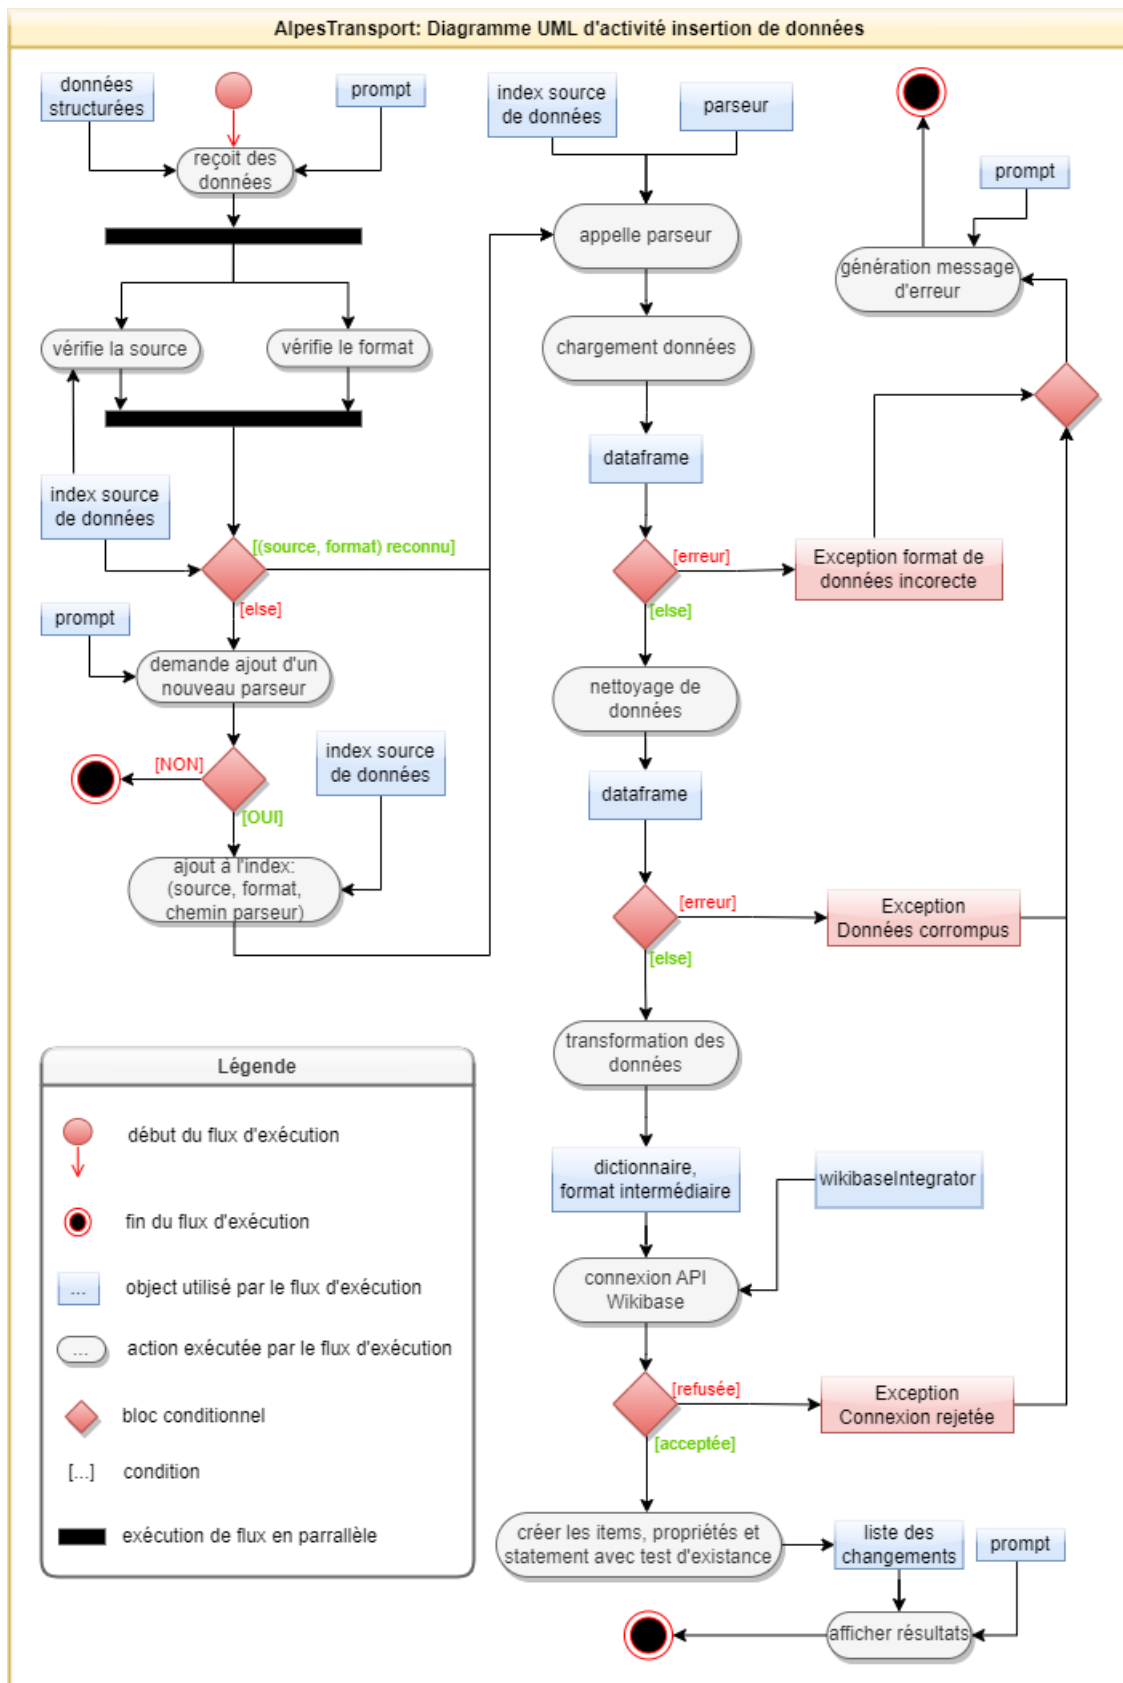 AlpesTransport: Diagramme UML d'activité insertion de données
données
structurées
prompt
reçoit des
données
vérifie la source
vérifie le format
index source
de données
[(source, format) reconnu]
[else]
prompt
demande ajout d'un
nouveau parseur
[NON]
[OUI]
index source
de données
ajout à l'index:
(source, format,
chemin parseur)
index source
de données
parseur
appelle parseur
chargement données
dataframe
[erreur]
Exception format de
données incorecte
[else]
nettoyage de
données
dataframe
[erreur]
Exception
Données corrompus
[else]
transformation des
données
dictionnaire,
format intermédiaire
wikibaseIntegrator
connexion API
Wikibase
[refusée]
Exception
Connexion rejetée
[acceptée]
créer les items, propriétés et
statement avec test d'existance
liste des
changements
prompt
afficher résultats
prompt
génération message
d'erreur
Légende
début du flux d'exécution
fin du flux d'exécution
...
object utilisé par le flux d'exécution
...
action exécutée par le flux d'exécution
bloc conditionnel
[...]
condition
exécution de flux en parrallèle